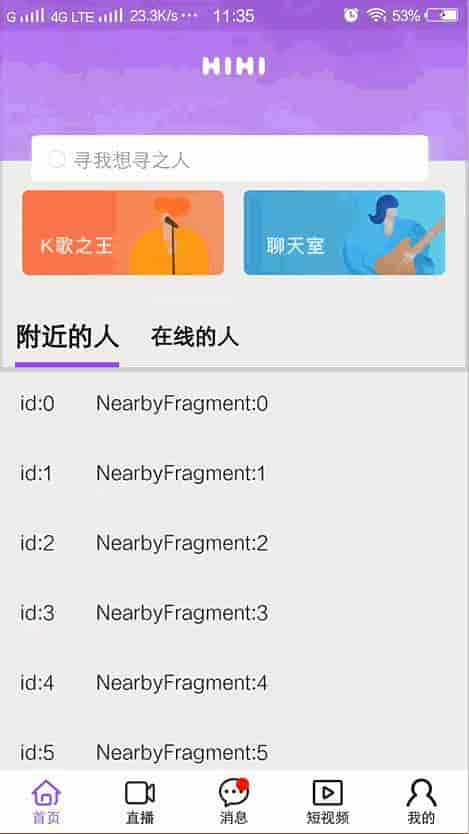 G 4G LTE 23.3K/s ... 11:35 53%
HIHI
寻我想寻之人
K歌之王 聊天室
附近的人 在线的人
id:0 NearbyFragment:0
id:1 NearbyFragment:1
id:2 NearbyFragment:2
id:3 NearbyFragment:3
id:4 NearbyFragment:4
id:5 NearbyFragment:5
首页 直播 消息 短视频 我的